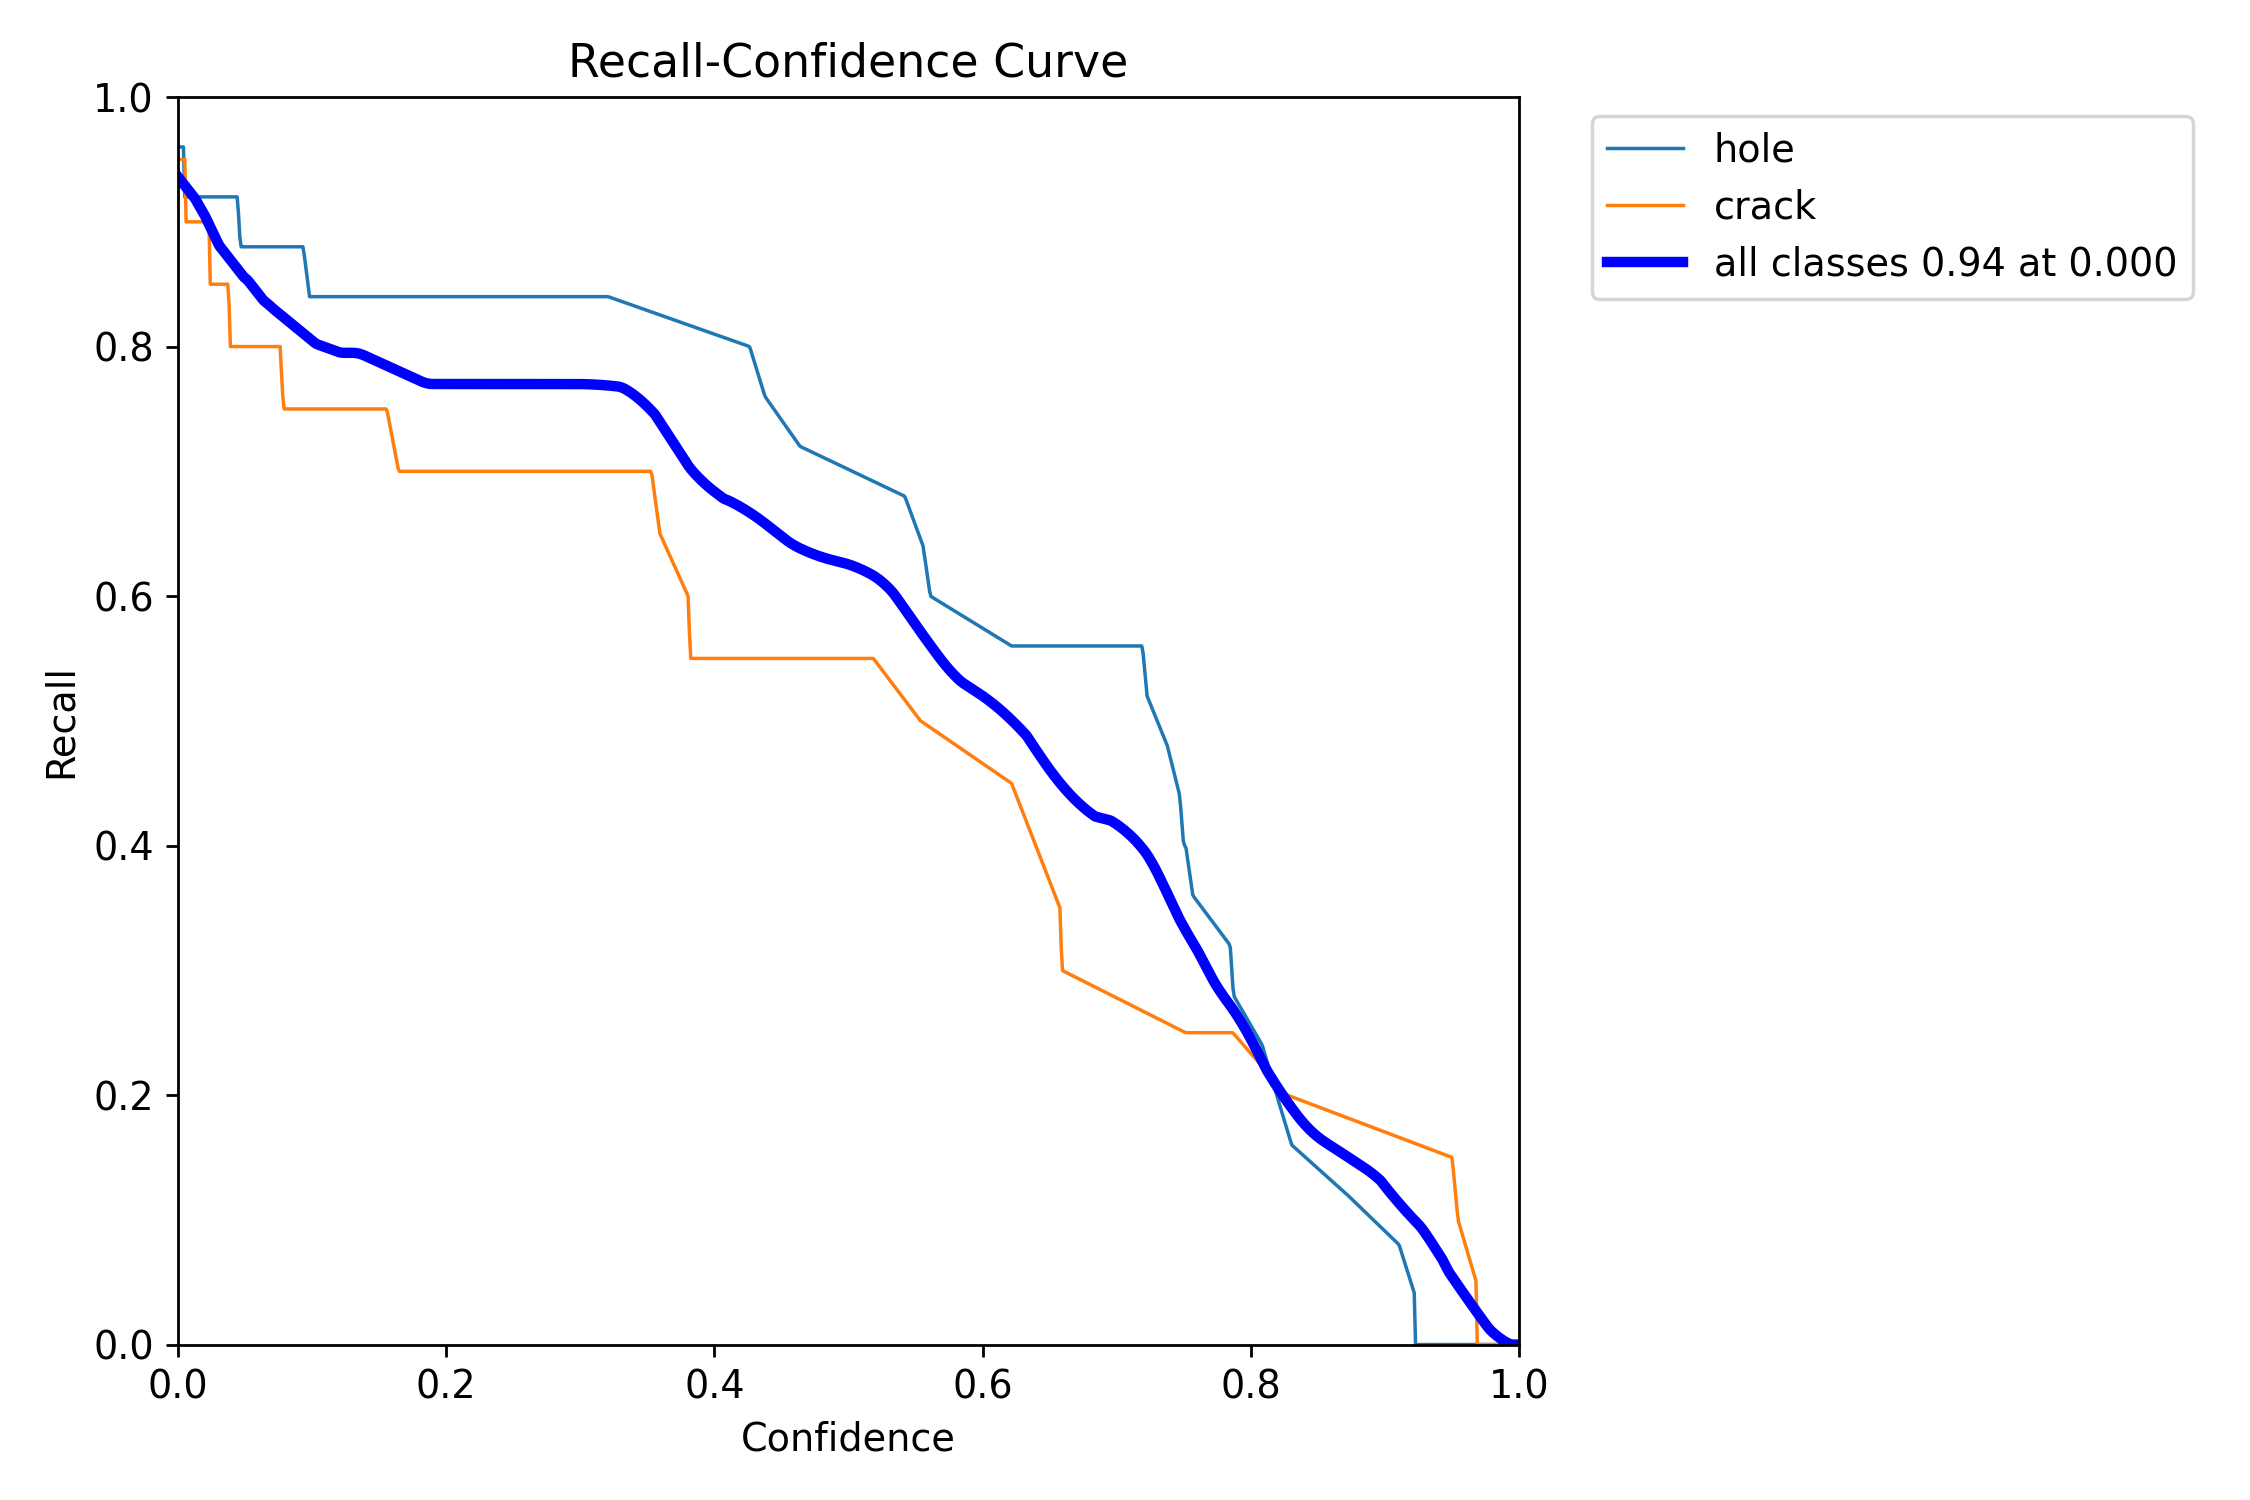 Recall-Confidence Curve
hole
crack
all classes 0.94 at 0.000
Recall
1.0
0.8
0.6
0.4
0.2
0.0
0.0 0.2 0.4 0.6 0.8 1.0
Confidence